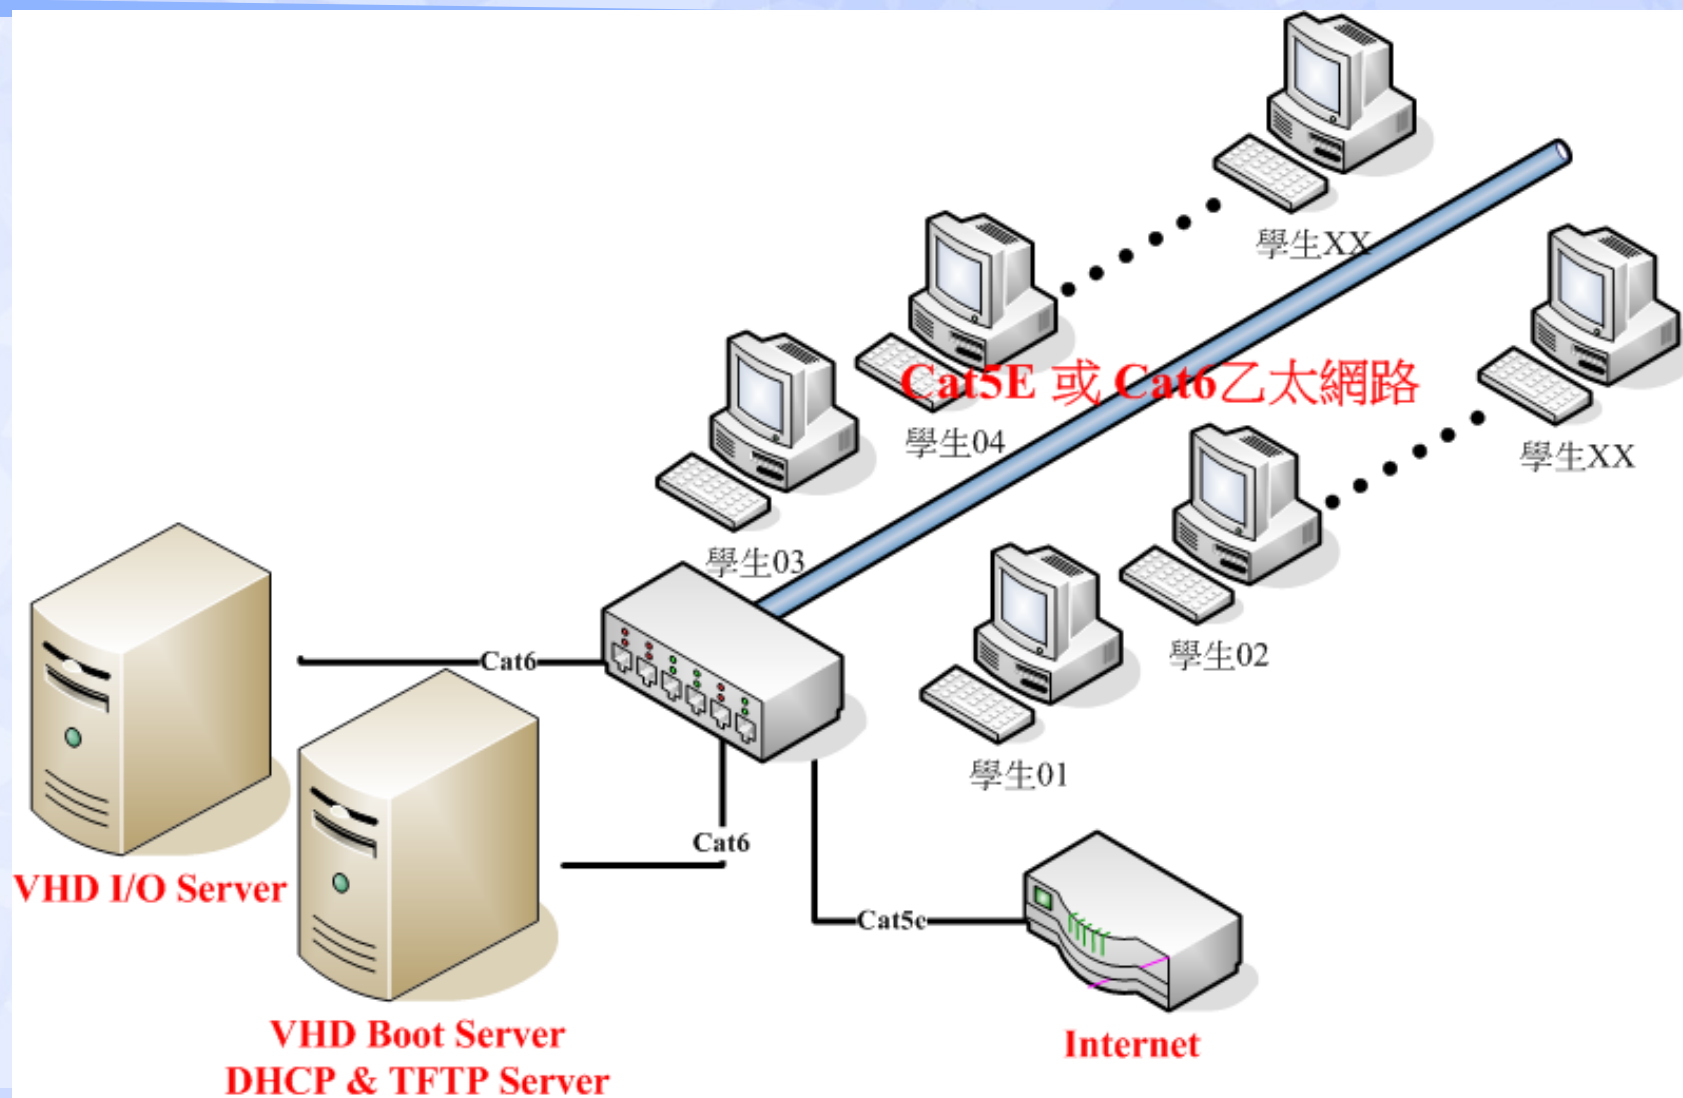 學生XX
Cat5E 或 Cat6乙太網路
學生04
學生XX
學生03
學生02
Cat6
學生01
Cat6
VHD I/O Server
Cat5e
VHD Boot Server
DHCP & TFTP Server
Internet